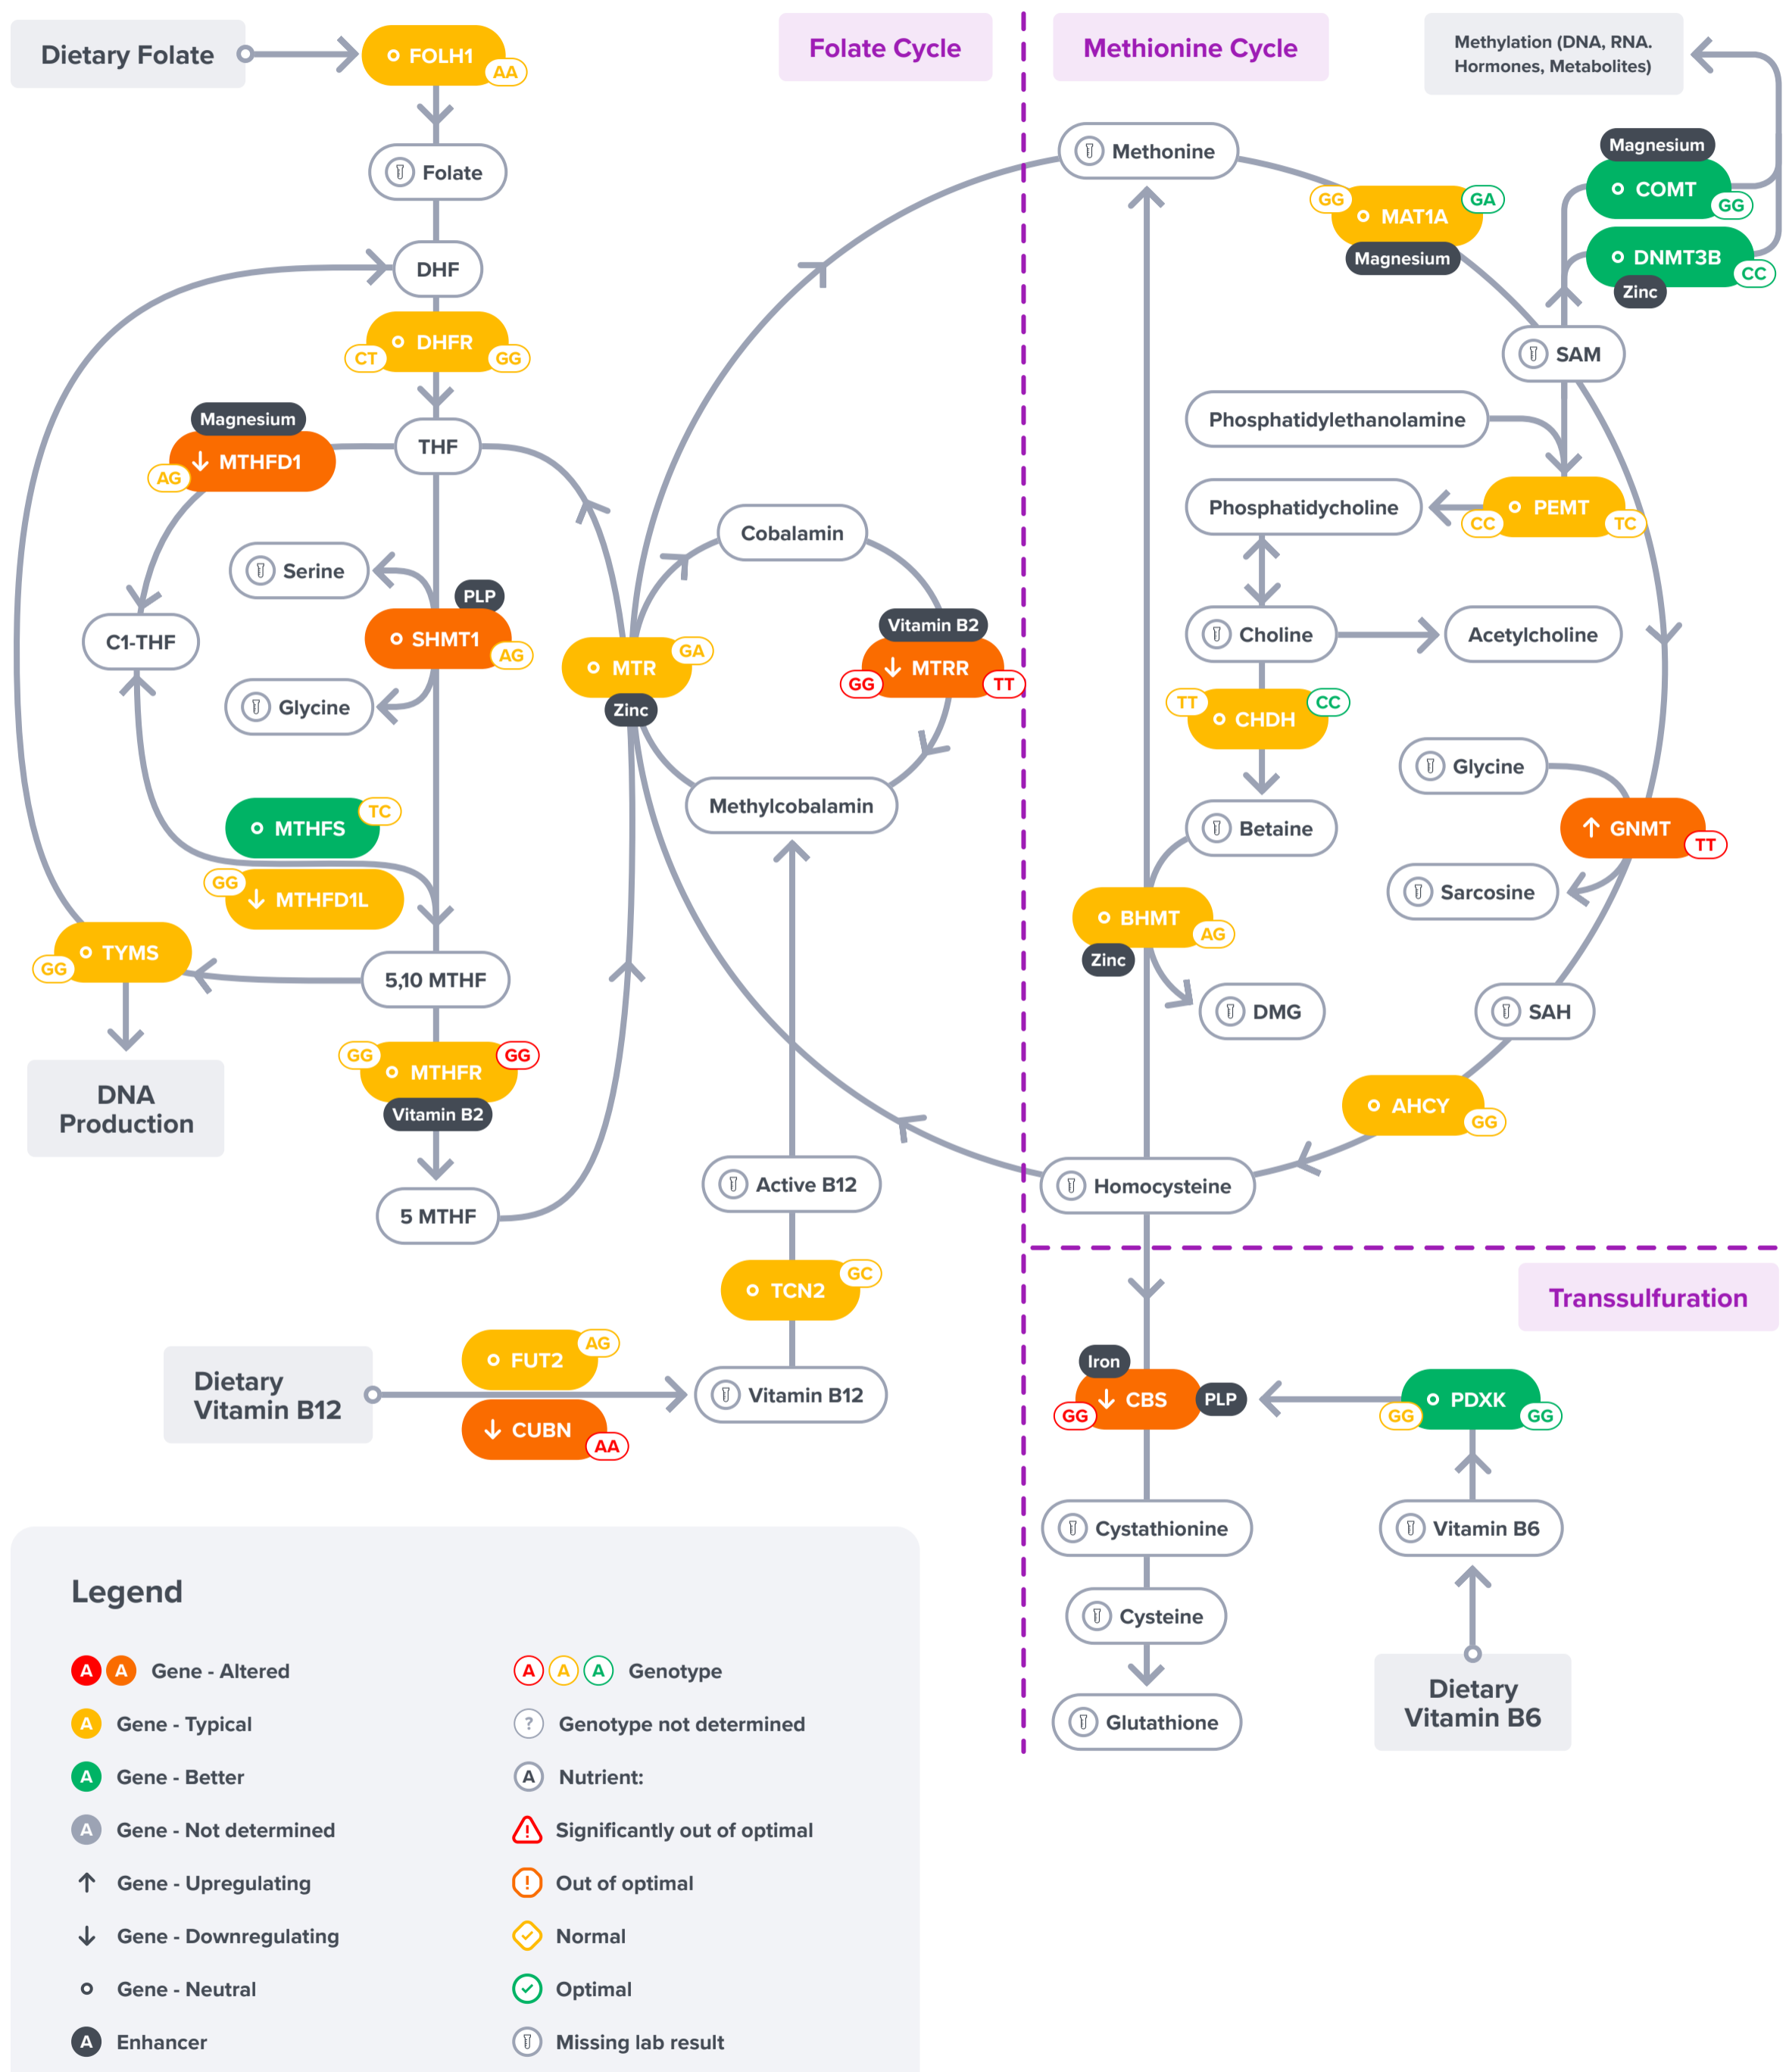 Dietary Folate
FOLH1
AA
Folate Cycle
Methionine Cycle
Methylation (DNA, RNA.
Hormones, Metabolites)
Folate
Methonine
Magnesium
COMT
GG
GG
MAT1A
GA
Magnesium
DNMT3B
CC
Zinc
DHF
DHFR
CT
GG
SAM
Magnesium
MTHFD1
AG
THF
Phosphatidylethanolamine
Phosphatidycholine
PEMT
CC
TC
Cobalamin
Serine
PLP
SHMT1
AG
C1-THF
Glycine
MTR
GA
Zinc
Vitamin B2
MTRR
GG
TT
Choline
Acetylcholine
TT
CHDH
CC
Glycine
Methylcobalamin
MTHFS
TC
GG
MTHFD1L
Betaine
GNMT
TT
Sarcosine
BHMT
AG
Zinc
TYMS
GG
5,10 MTHF
DMG
SAH
GG
MTHFR
GG
Vitamin B2
DNA
Production
AHCY
GG
5 MTHF
Active B12
Homocysteine
TCN2
GC
Transsulfuration
FUT2
AG
Dietary
Vitamin B12
CUBN
AA
Vitamin B12
Iron
CBS
GG
PLP
PDXK
GG
GG
Cystathionine
Vitamin B6
Cysteine
Glutathione
Dietary
Vitamin B6
Legend
A A Gene - Altered
A Gene - Typical
A Gene - Better
A Gene - Not determined
Gene - Upregulating
Gene - Downregulating
Gene - Neutral
A Enhancer
A A A Genotype
? Genotype not determined
A Nutrient:
! Significantly out of optimal
! Out of optimal
Normal
Optimal
Missing lab result